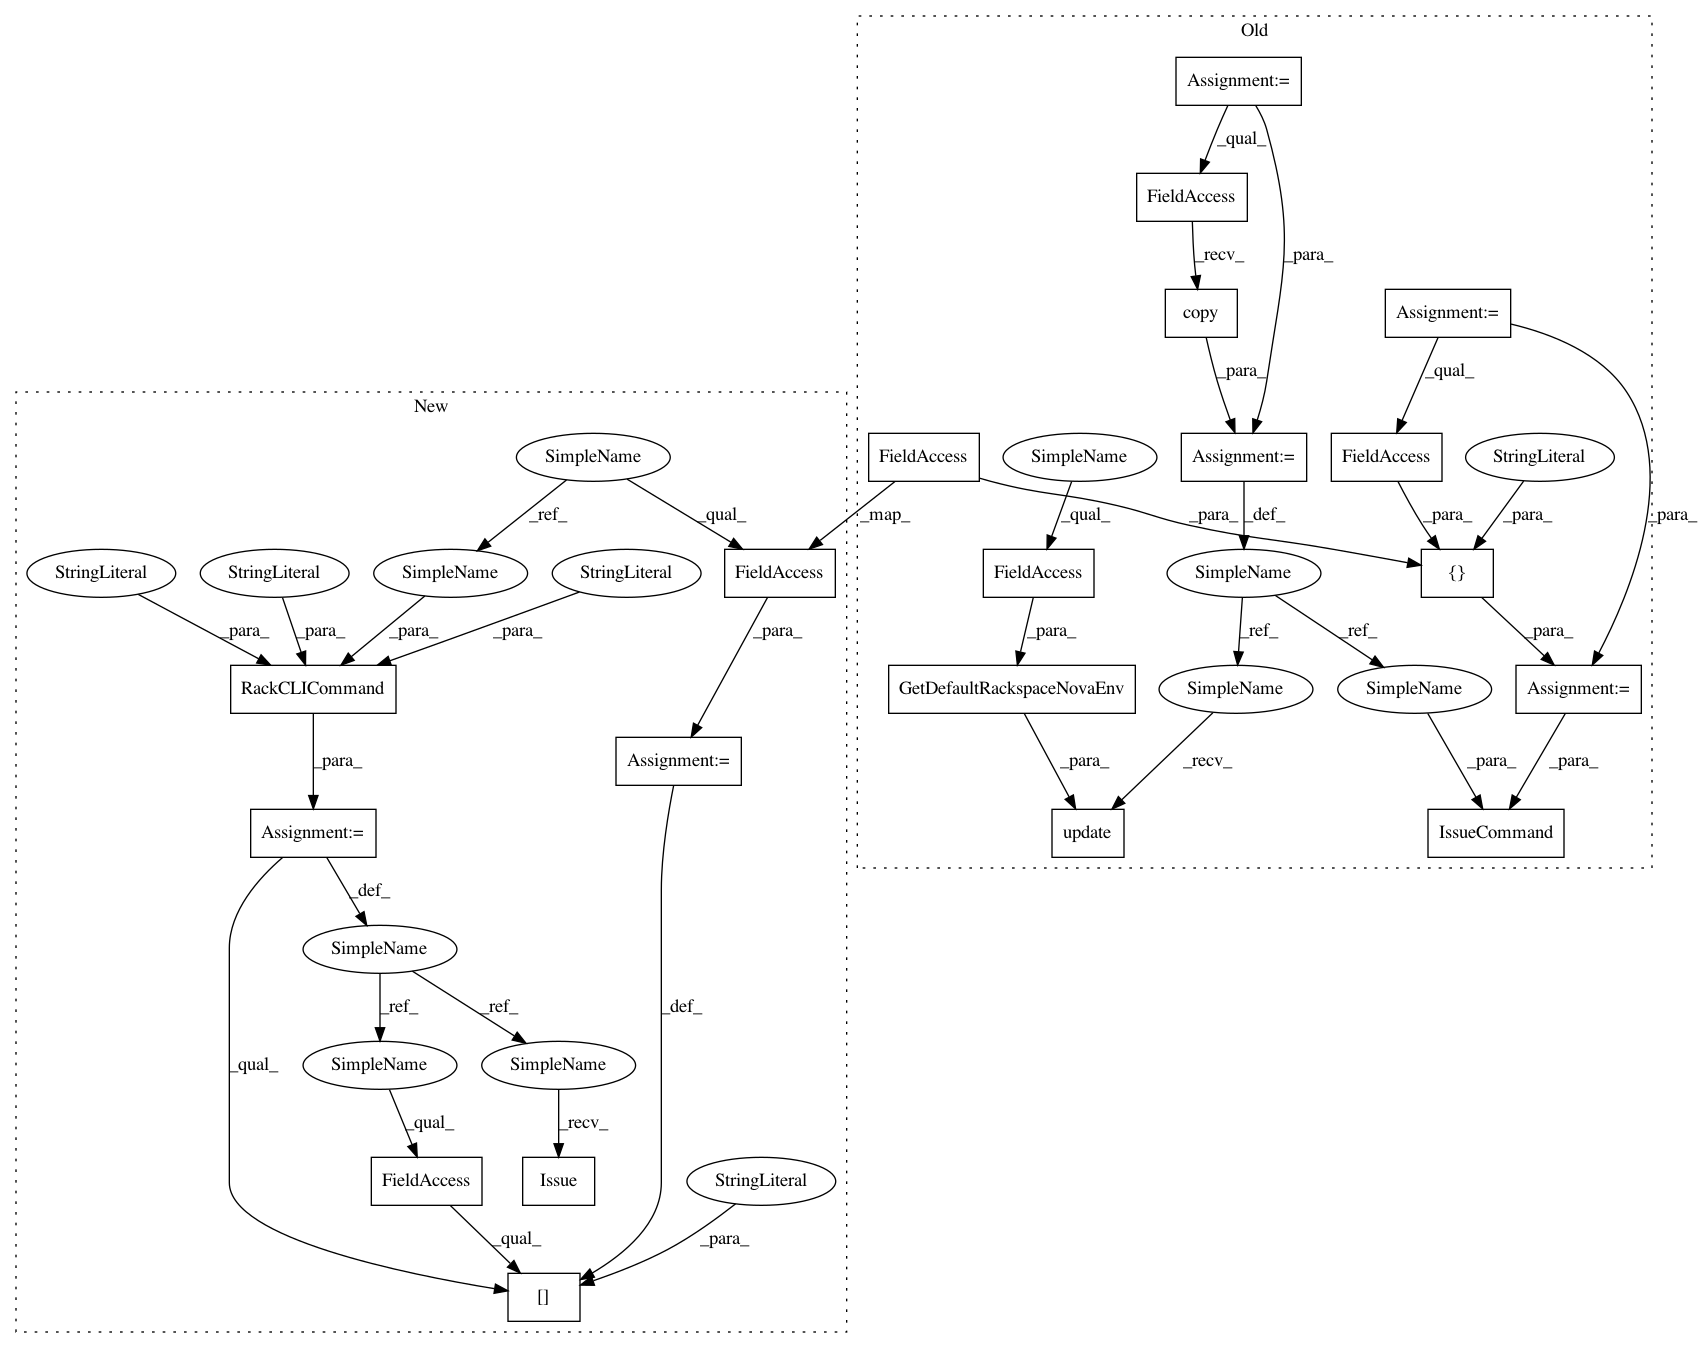 Old
Assignment:=
_qual_
FieldAccess
_recv_
_para_
copy
Assignment:=
_para_
_qual_
New
SimpleName
FieldAccess
SimpleName
Assignment:=
FieldAccess
StringLiteral
_ref_
_qual_
_map_
_qual_
_para_
_def_
_para_
_para_
_para_
StringLiteral
StringLiteral
SimpleName
StringLiteral
FieldAccess
FieldAccess
SimpleName
{}
_para_
_para_
_para_
_para_
_para_
_para_
_ref_
_ref_
_para_
RackCLICommand
GetDefaultRackspaceNovaEnv
SimpleName
SimpleName
Assignment:=
_para_
Assignment:=
_para_
_recv_
_para_
_para_
Assignment:=
update
IssueCommand
_def_
SimpleName
_ref_
_ref_
_def_
_qual_
SimpleName
SimpleName
_qual_
_recv_
FieldAccess
Issue
StringLiteral
_qual_
_para_
[]